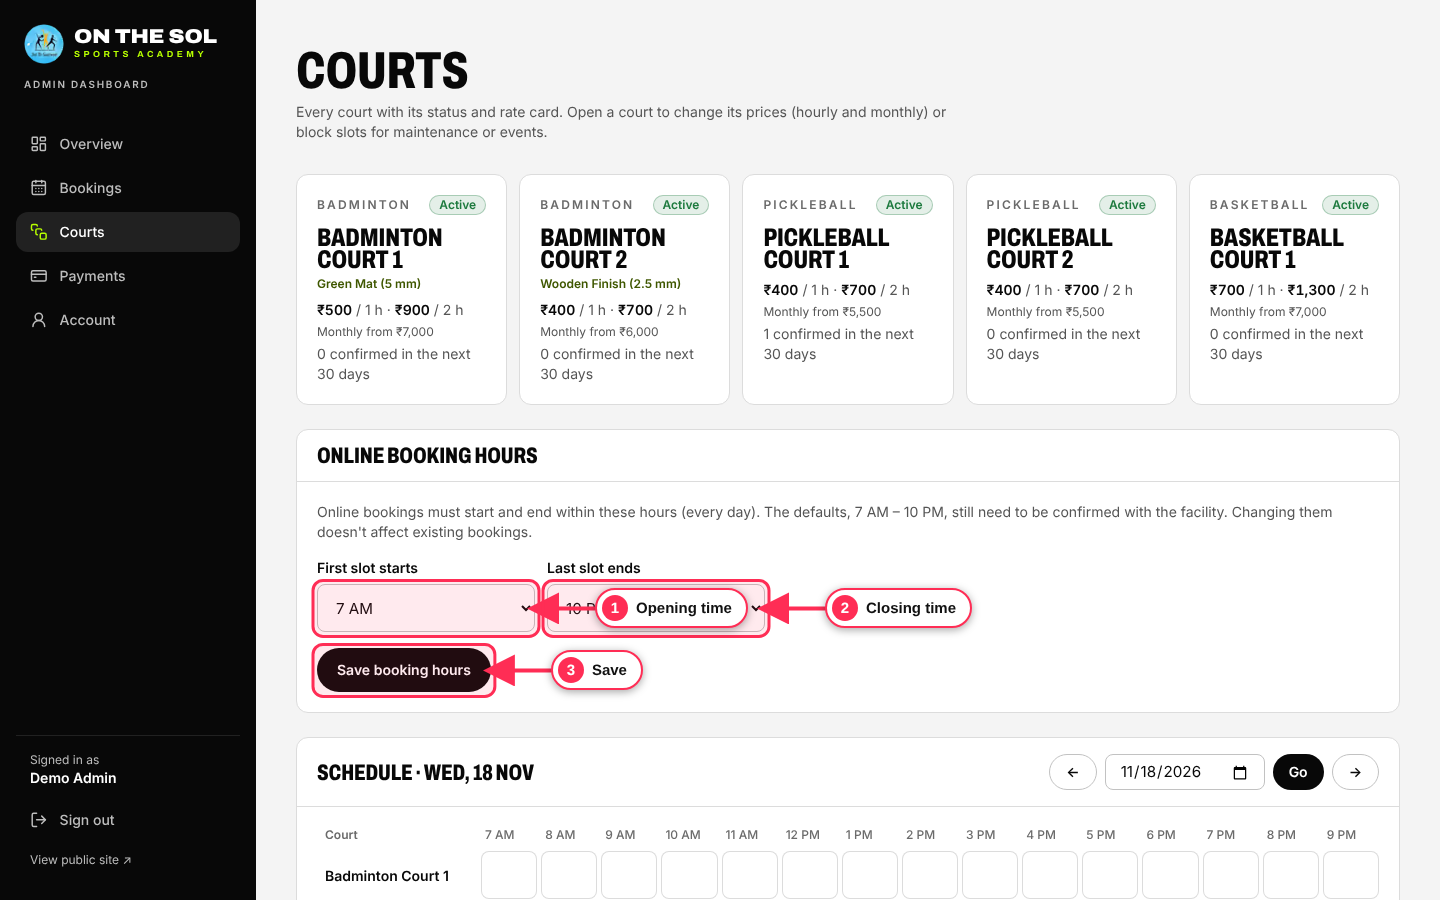 ON THE SOL
SPORTS ACADEMY
ADMIN DASHBOARD
Overview
Bookings
Courts
Payments
Account
Signed in as
Demo Admin
Sign out
View public site ↗
COURTS
Every court with its status and rate card. Open a court to change its prices (hourly and monthly) or
block slots for maintenance or events.
BADMINTON Active
BADMINTON
COURT 1
Green Mat (5 mm)
₹500 / 1 h · ₹900 / 2 h
Monthly from ₹7,000
0 confirmed in the next
30 days
BADMINTON Active
BADMINTON
COURT 2
Wooden Finish (2.5 mm)
₹400 / 1 h · ₹700 / 2 h
Monthly from ₹6,000
0 confirmed in the next
30 days
PICKLEBALL Active
PICKLEBALL
COURT 1
₹400 / 1 h · ₹700 / 2 h
Monthly from ₹5,500
1 confirmed in the next
30 days
PICKLEBALL Active
PICKLEBALL
COURT 2
₹400 / 1 h · ₹700 / 2 h
Monthly from ₹5,500
0 confirmed in the next
30 days
BASKETBALL Active
BASKETBALL
COURT 1
₹700 / 1 h · ₹1,300 / 2 h
Monthly from ₹7,000
0 confirmed in the next
30 days
ONLINE BOOKING HOURS
Online bookings must start and end within these hours (every day). The defaults, 7 AM – 10 PM, still need to be confirmed with the facility. Changing them
doesn't affect existing bookings.
First slot starts Last slot ends
7 AM 10 P 1 Opening time 2 Closing time
Save booking hours 3 Save
SCHEDULE · WED, 18 NOV ← 11/18/2026 Go →
Court 7 AM 8 AM 9 AM 10 AM 11 AM 12 PM 1 PM 2 PM 3 PM 4 PM 5 PM 6 PM 7 PM 8 PM 9 PM
Badminton Court 1